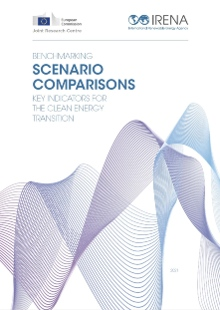 European
Commission
Joint Research Centre
IRENA
International Renewable Energy Agency
BENCHMARKING
SCENARIO
COMPARISONS
KEY INDICATORS FOR
THE CLEAN ENERGY
TRANSITION